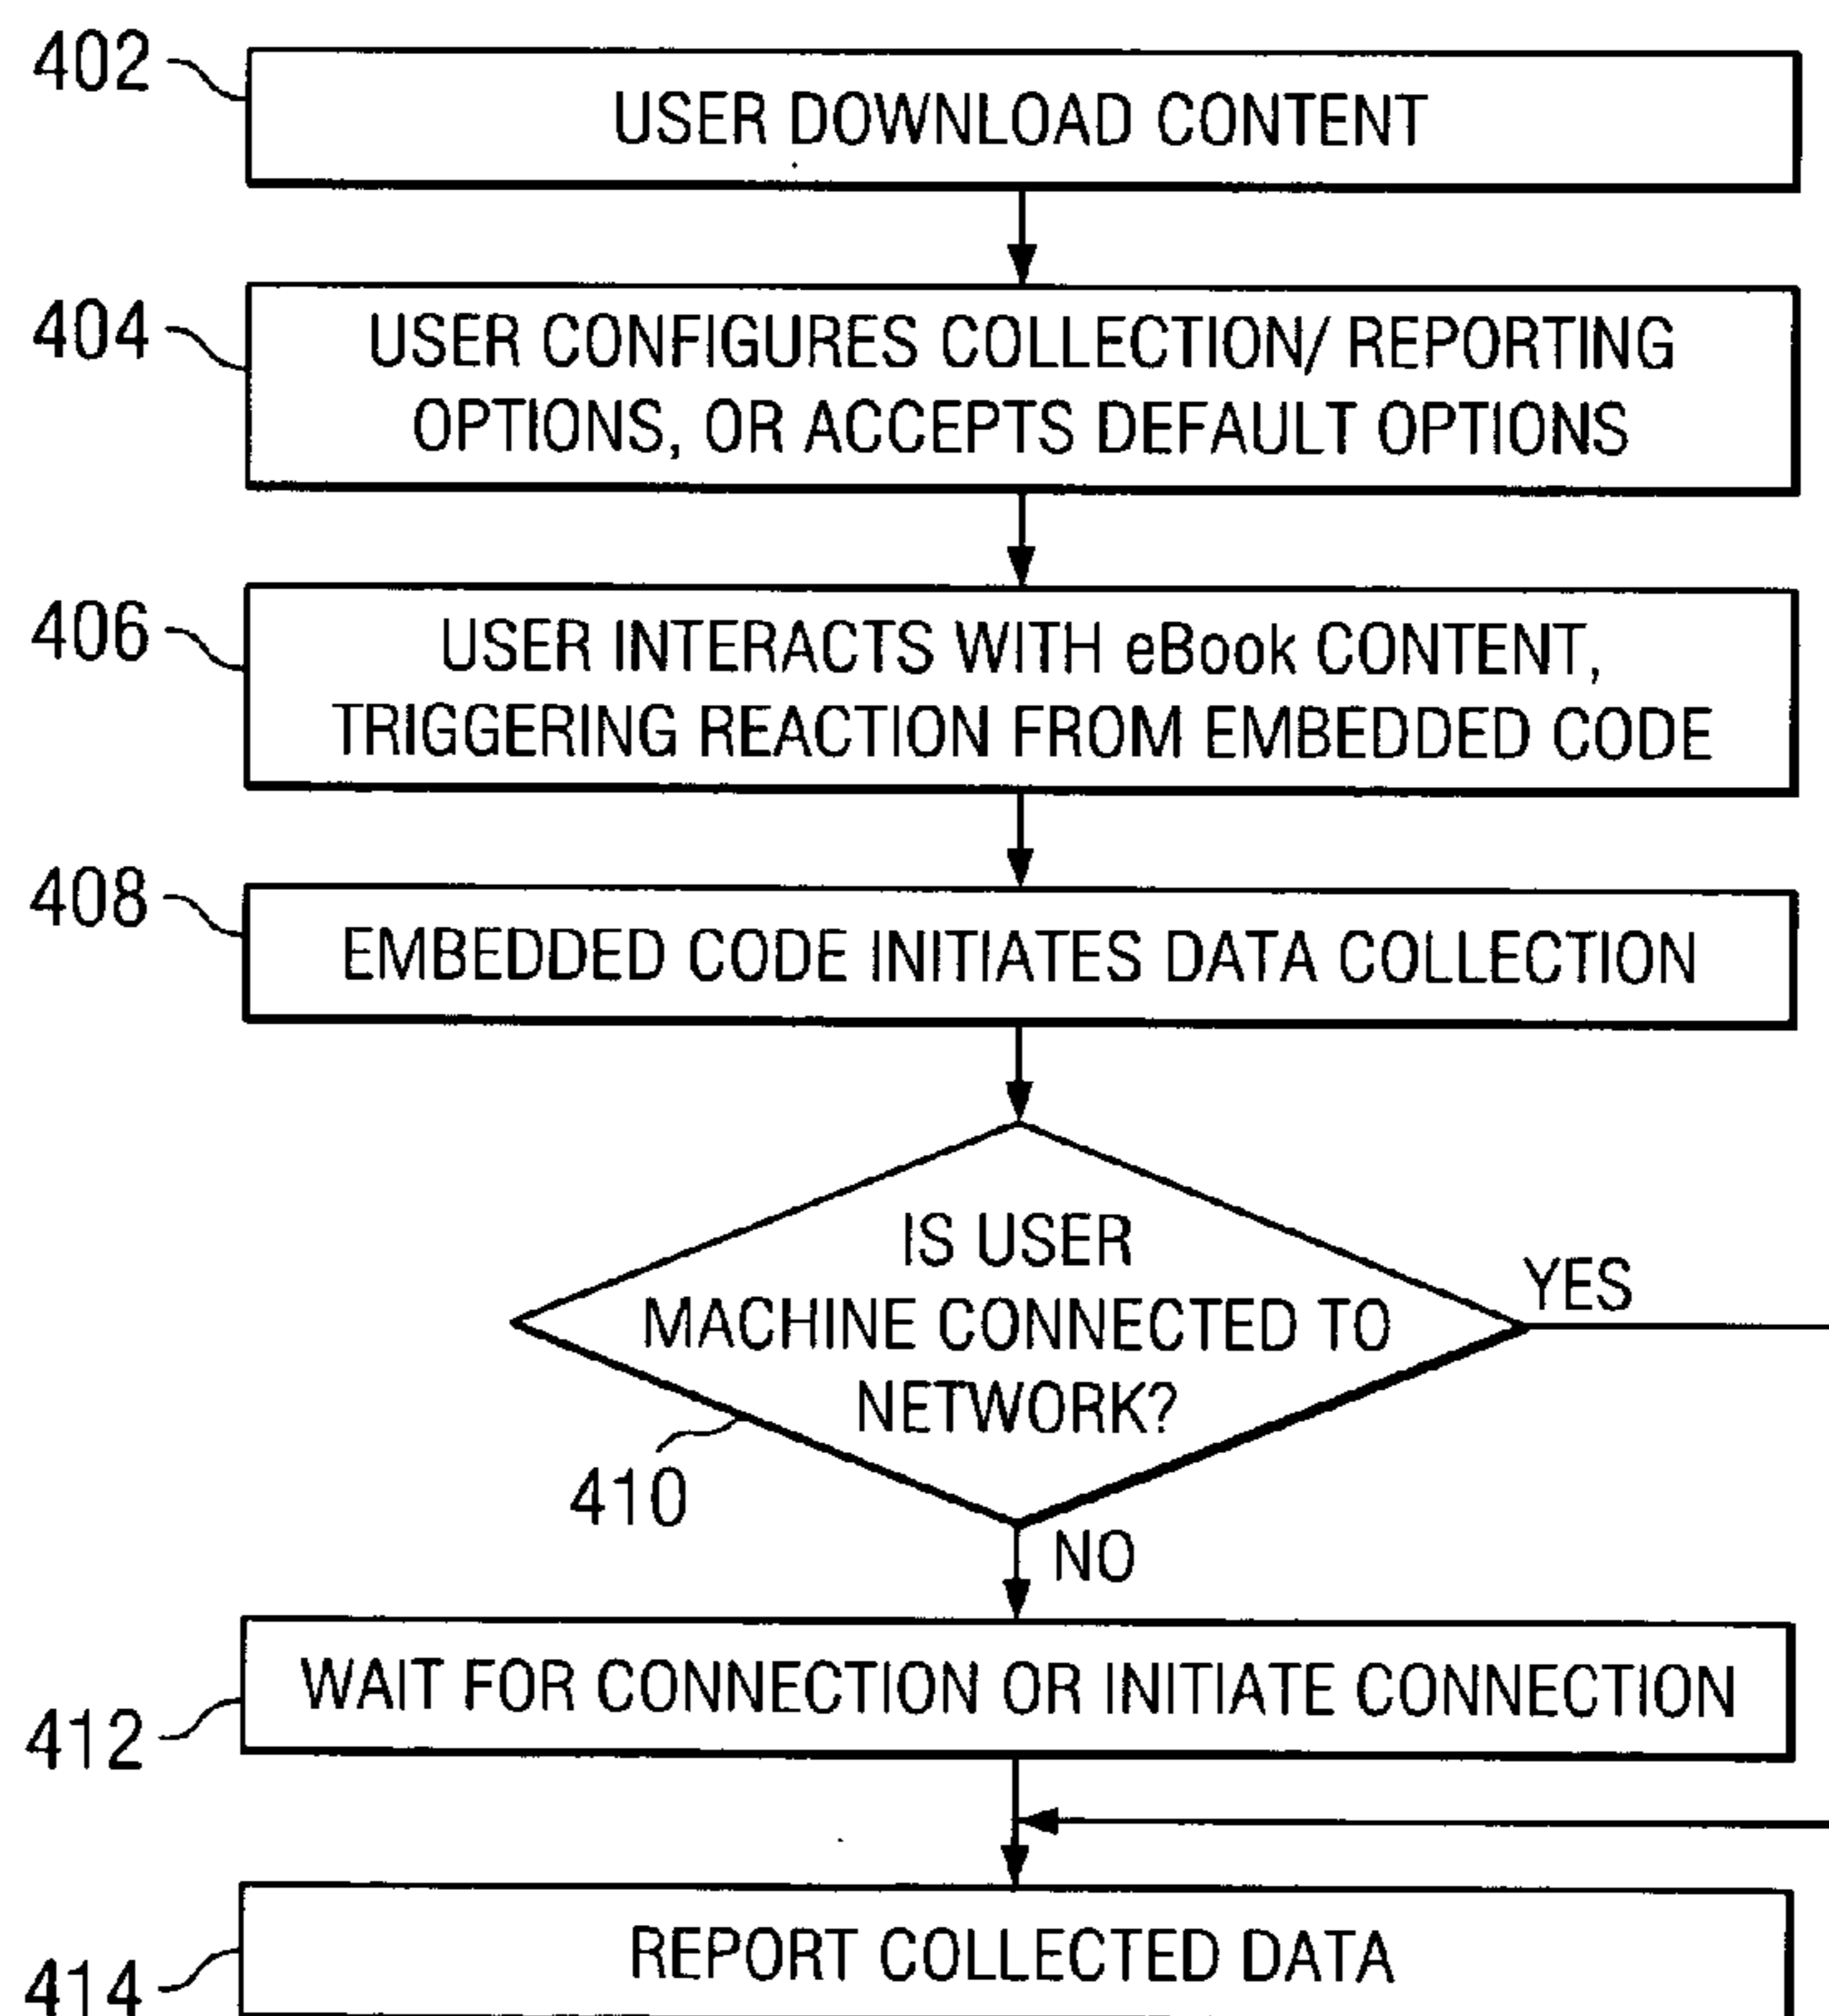 402
USER DOWNLOAD CONTENT
404
USER CONFIGURES COLLECTION/ REPORTING
OPTIONS, OR ACCEPTS DEFAULT OPTIONS
406
USER INTERACTS WITH eBook CONTENT,
TRIGGERING REACTION FROM EMBEDDED CODE
408
EMBEDDED CODE INITIATES DATA COLLECTION
IS USER
MACHINE CONNECTED TO
NETWORK?
YES
410
NO
WAIT FOR CONNECTION OR INITIATE CONNECTION
412
REPORT COLLECTED DATA
414